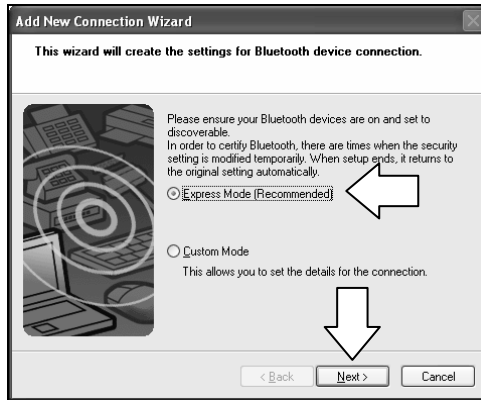 Add New Connection Wizard
This wizard will create the settings for Bluetooth device connection.
Please ensure your Bluetooth devices are on and set to
discoverable.
In order to certify Bluetooth, there are times when the security
setting is modified temporarily. When setup ends, it returns to
the original setting automatically.
Express Mode (Recommended)
Custom Mode
This allows you to set the details for the connection.
< Back Next > Cancel